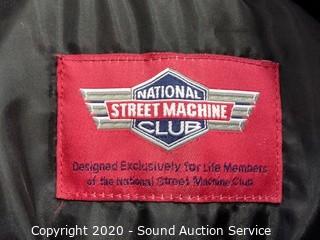 NATIONAL
STREET MACHINE
CLUB
Designed Exclusively for Life Members
of the National Street Machine Club
Copyright 2020 - Sound Auction Service